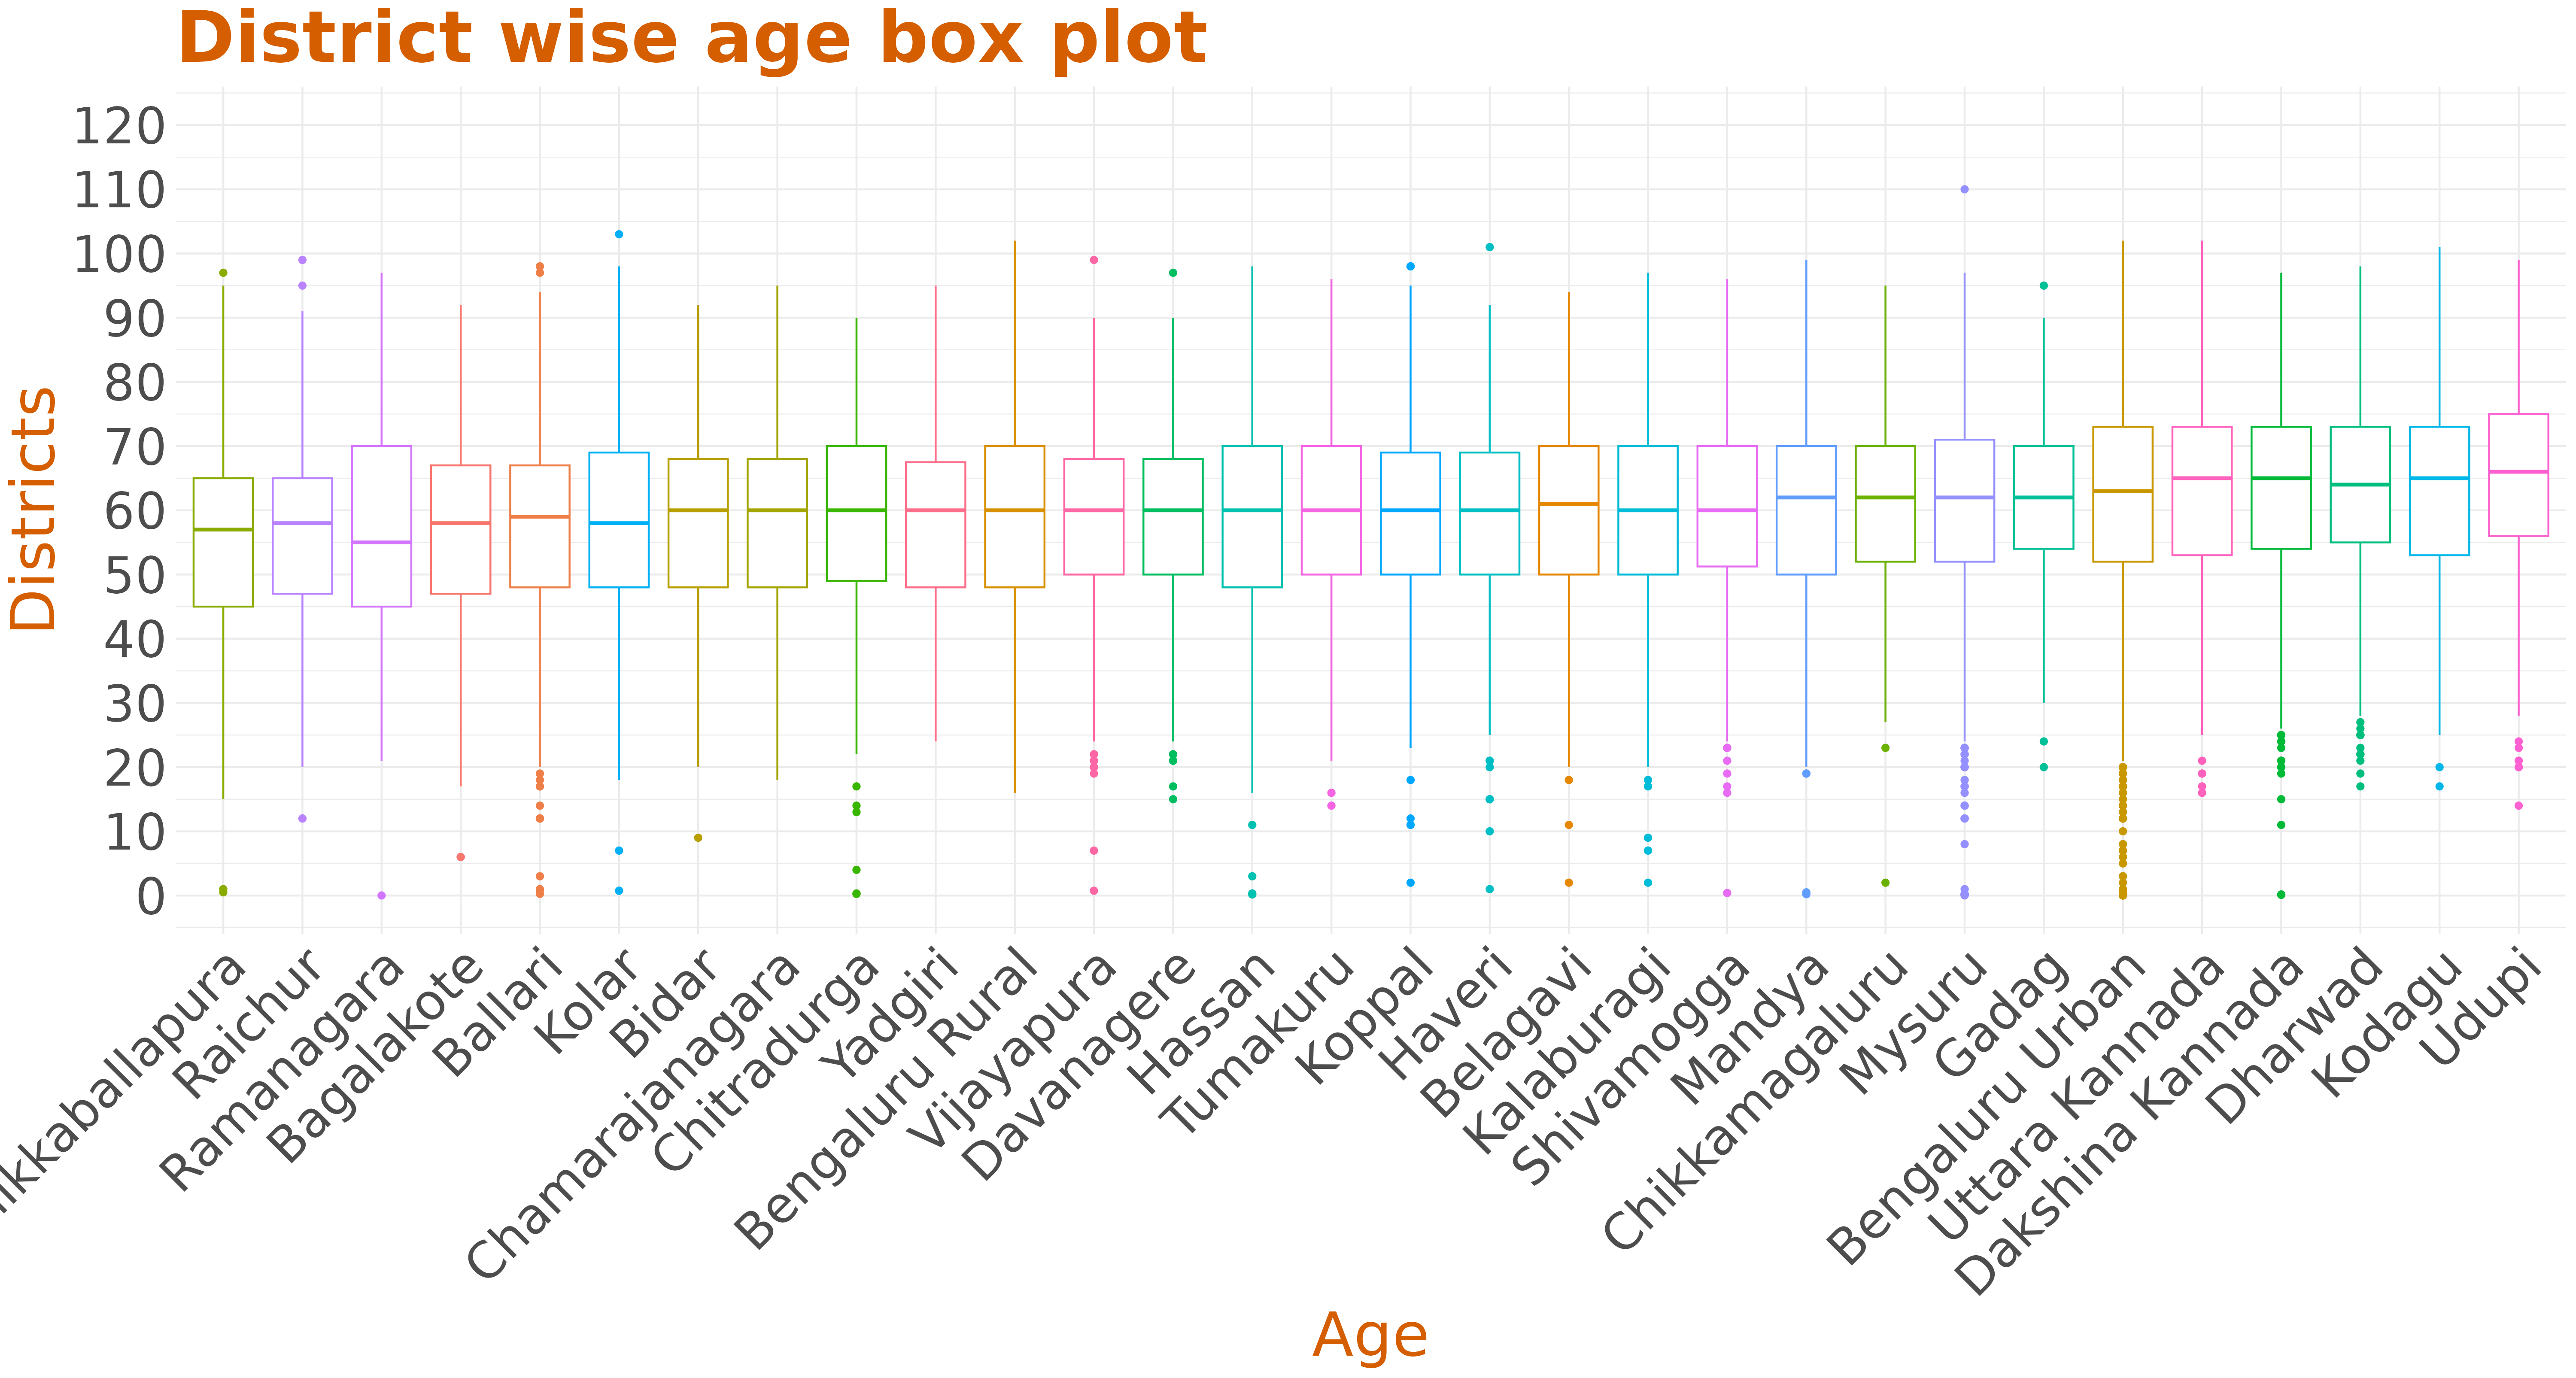 District wise age box plot
120
110
100
90
80
70
60
50
40
30
20
10
0
Districts
Raichur
Ramanagara
Bagalakote
Ballari
Kolar
Bidar
Chamarajanagara
Chitradurga
Yadgiri
Bengaluru Rural
Vijayapura
Davanagere
Hassan
Tumakuru
Koppal
Haveri
Belagavi
Kalaburagi
Shivamogga
Mandya
Chikkamagaluru
Mysuru
Gadag
Bengaluru Urban
Uttara Kannada
Dakshina Kannada
Dharwad
Kodagu
Udupi
Age